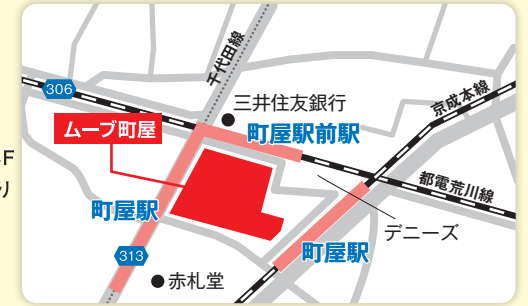 千代田線
306
三井住友銀行
京成本線
ムーブ町屋
町屋駅前駅
F
り
都電荒川線
町屋駅
デニーズ
町屋駅
313
赤札堂